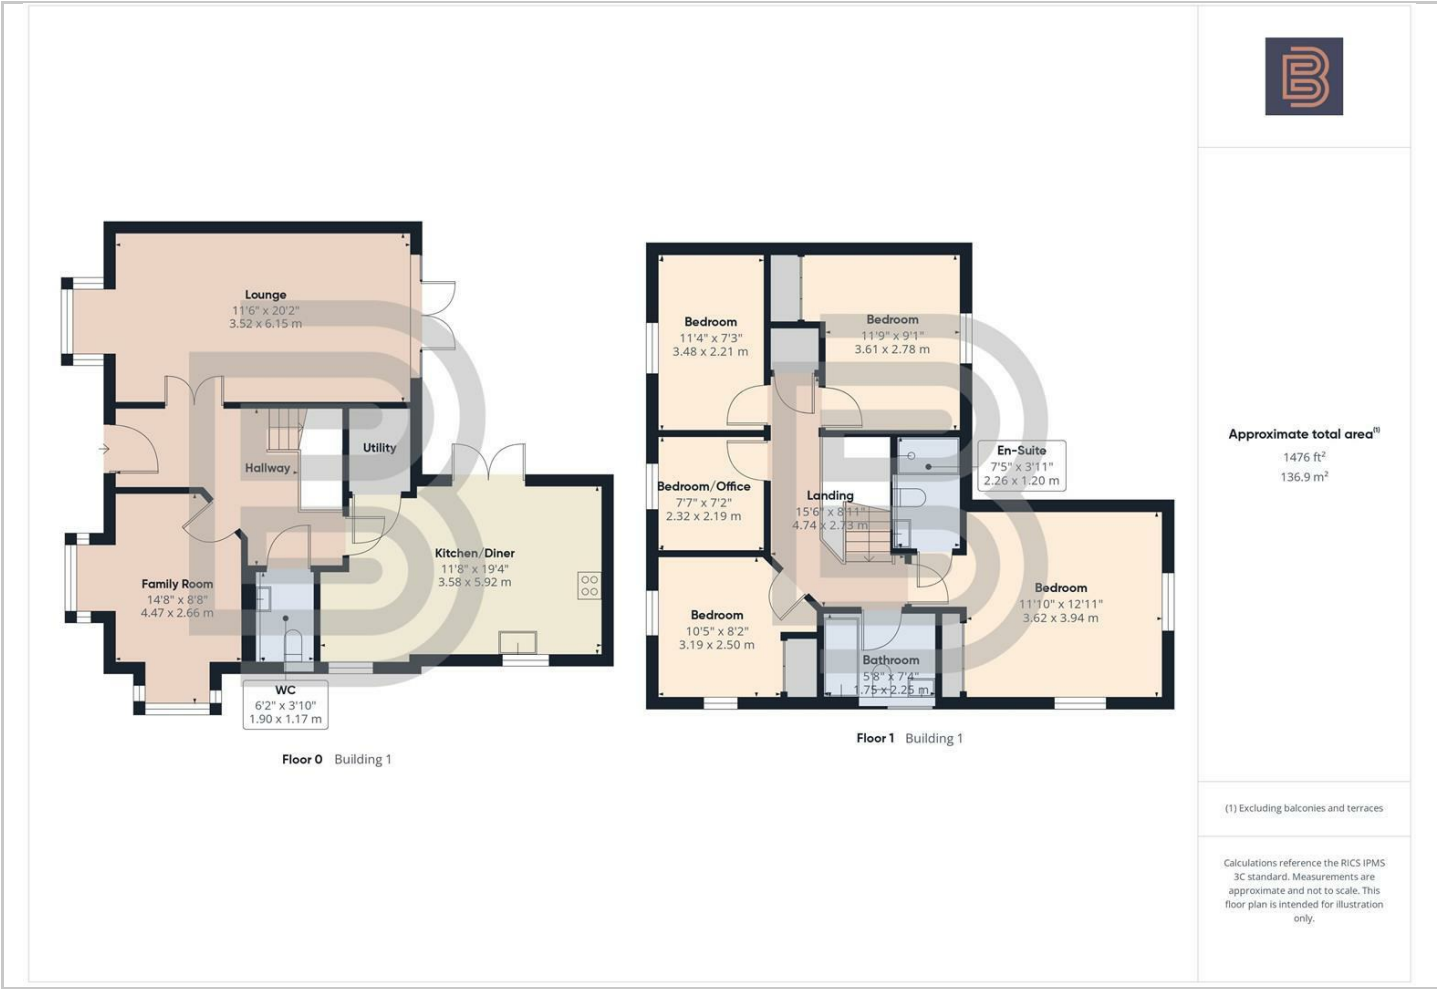 Lounge
11'6" x 20'2"
3.52 x 6.15 m
Utility
Hallway
Kitchen/Diner
11'8" x 19'4"
3.58 x 5.92 m
Family Room
14'8" x 8'8"
4.47 x 2.66 m
WC
6'2" x 3'10"
1.90 x 1.17 m
Floor 0 Building 1
Bedroom
11'4" x 7'3"
3.48 x 2.21 m
Bedroom
11'9" x 9'1"
3.61 x 2.78 m
En-Suite
7'5" x 3'11"
2.26 x 1.20 m
Bedroom/Office
7'7" x 7'2"
2.32 x 2.19 m
Landing
15'6" x 8'11"
4.74 x 2.73 m
Bedroom
11'10" x 12'11"
3.62 x 3.94 m
Bedroom
10'5" x 8'2"
3.19 x 2.50 m
Bathroom
5'8" x 7'4"
1.75 x 2.25 m
Floor 1 Building 1
B
Approximate total area(1)
1476 ft²
136.9 m²
(1) Excluding balconies and terraces
Calculations reference the RICS IPMS
3C standard. Measurements are
approximate and not to scale. This
floor plan is intended for illustration
only.